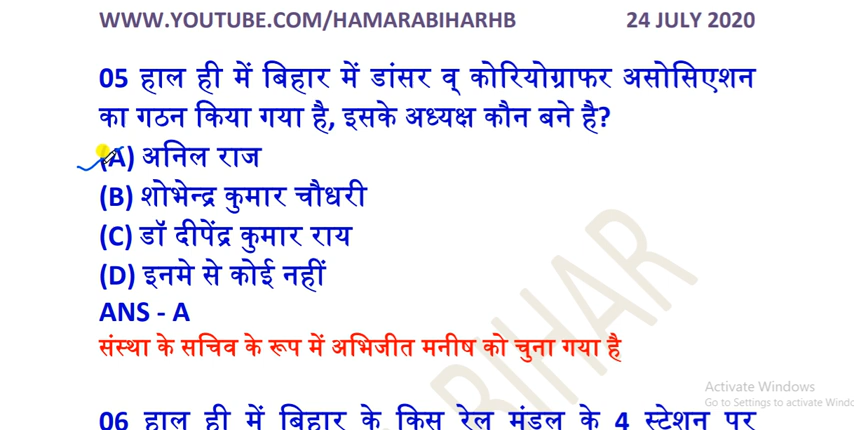 WWW.YOUTUBE.COM/HAMARABIHARHB 24 JULY 2020
05 हाल ही में बिहार में डांसर व् कोरियोग्राफर असोसिएशन
का गठन किया गया है, इसके अध्यक्ष कौन बने है?
(A) अनिल राज
(B) शोभेन्द्र कुमार चौधरी
(C) डॉ दीपेंद्र कुमार राय
(D) इनमे से कोई नहीं
ANS - A
संस्था के सचिव के रूप में अभिजीत मनीष को चुना गया है
BIHAR
Activate Windows
Go to Settings to activate Windows
06 हाल ही में बिहार के किस रेल मंडल के 4 स्टेशन पर